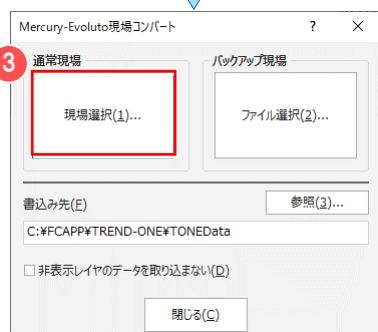 Mercury-Evoluto現場コンバート ? ×
3
通常現場
バックアップ現場
現場選択(1)...
ファイル選択(2)...
書込み先(F)
参照(3)...
C:¥FCAPP¥TREND-ONE¥TONEData
非表示レイヤのデータを取り込まない(D)
閉じる(C)